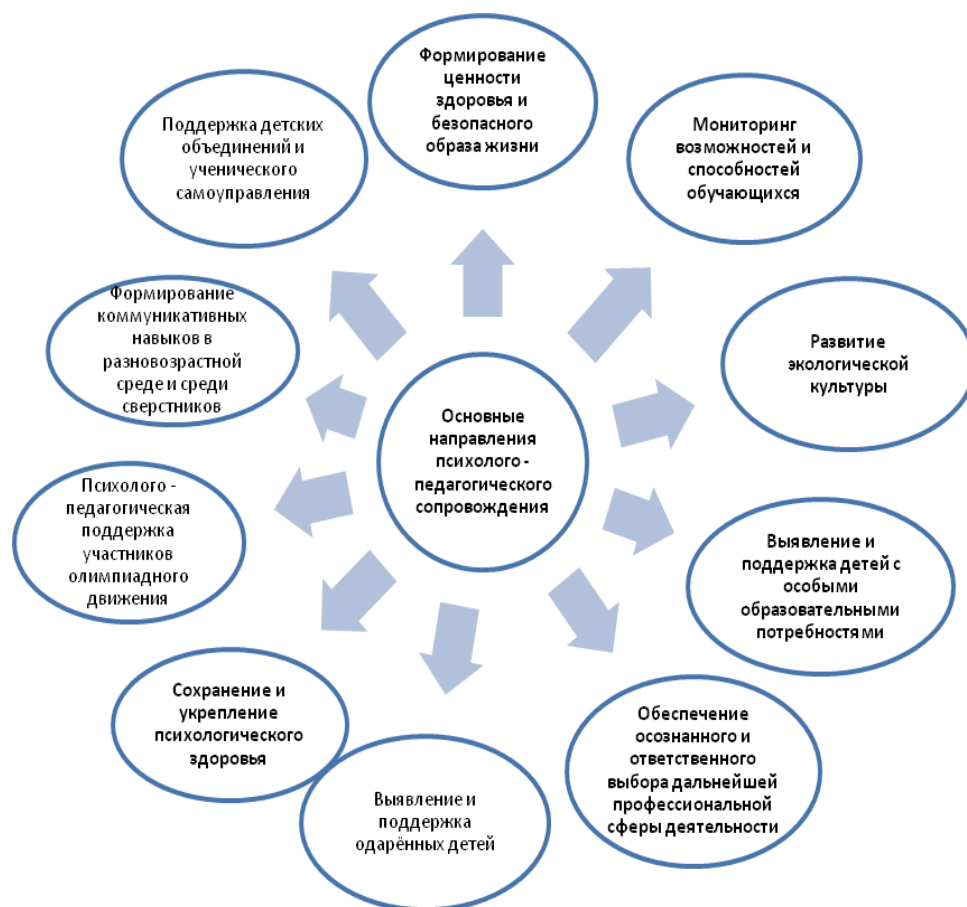 Формирование
ценности
здоровья и
безопасного
образа жизни
Мониторинг
возможностей и
способностей
обучающихся
Развитие
экологической
культуры
Выявление и
поддержка детей с
особыми
образовательными
потребностями
Обеспечение
осознанного и
ответственного
выбора дальнейшей
профессиональной
сферы деятельности
Выявление и
поддержка
одарённых детей
Сохранение и
укрепление
психологического
здоровья
Психолого -
педагогическая
поддержка
участников
олимпиадного
движения
Формирование
коммуникативных
навыков в
разновозрастной
среде и среди
сверстников
Поддержка детских
объединений и
ученического
самоуправления
Основные
направления
психолого -
педагогического
сопровождения